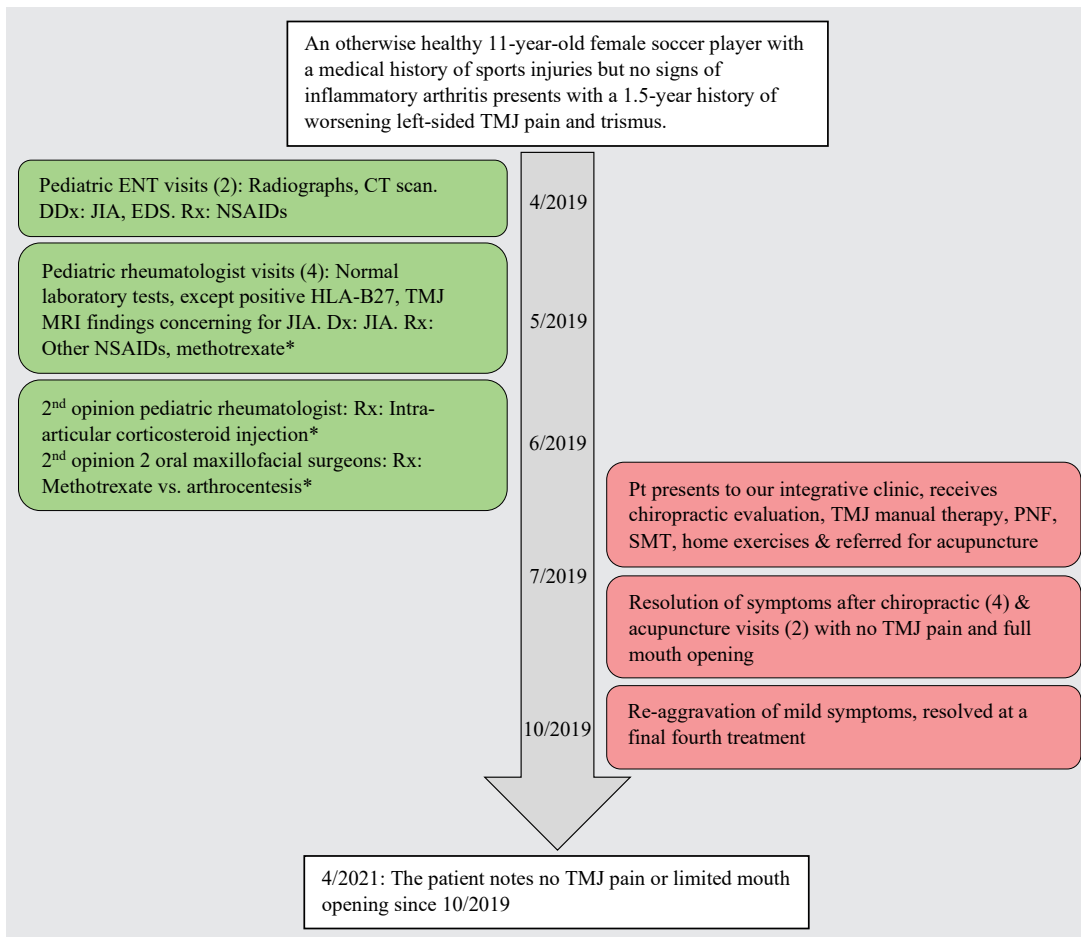 An otherwise healthy 11-year-old female soccer player with
a medical history of sports injuries but no signs of
inflammatory arthritis presents with a 1.5-year history of
worsening left-sided TMJ pain and trismus.
Pediatric ENT visits (2): Radiographs, CT scan.
DDx: JIA, EDS. Rx: NSAIDs
4/2019
Pediatric rheumatologist visits (4): Normal
laboratory tests, except positive HLA-B27, TMJ
MRI findings concerning for JIA. Dx: JIA. Rx:
Other NSAIDs, methotrexate*
5/2019
2nd opinion pediatric rheumatologist: Rx: Intra-
articular corticosteroid injection*
2nd opinion 2 oral maxillofacial surgeons: Rx:
Methotrexate vs. arthrocentesis*
6/2019
Pt presents to our integrative clinic, receives
chiropractic evaluation, TMJ manual therapy, PNF,
SMT, home exercises & referred for acupuncture
7/2019
Resolution of symptoms after chiropractic (4) &
acupuncture visits (2) with no TMJ pain and full
mouth opening
10/2019
Re-aggravation of mild symptoms, resolved at a
final fourth treatment
4/2021: The patient notes no TMJ pain or limited mouth
opening since 10/2019